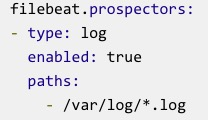 filebeat.prospectors:
- type: log
  enabled: true
  paths:
    - /var/log/*.log